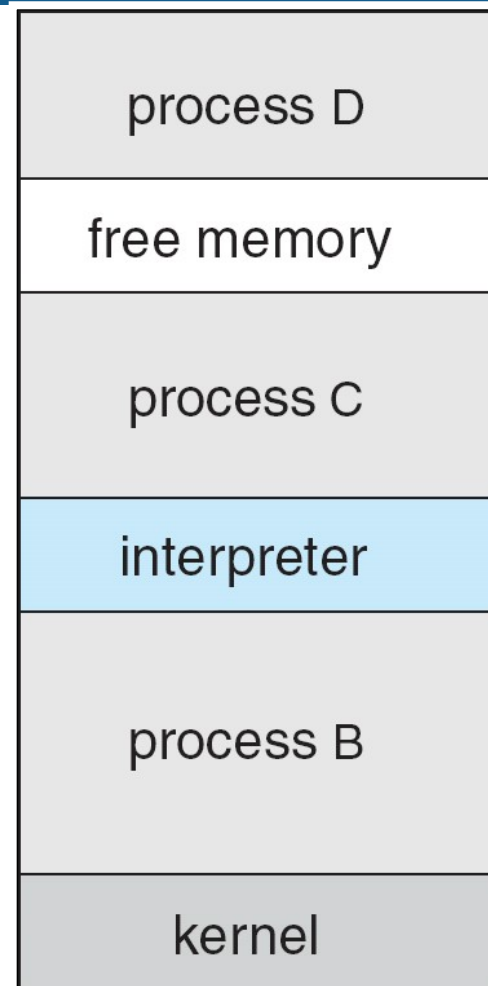 process D
free memory
process C
interpreter
process B
kernel